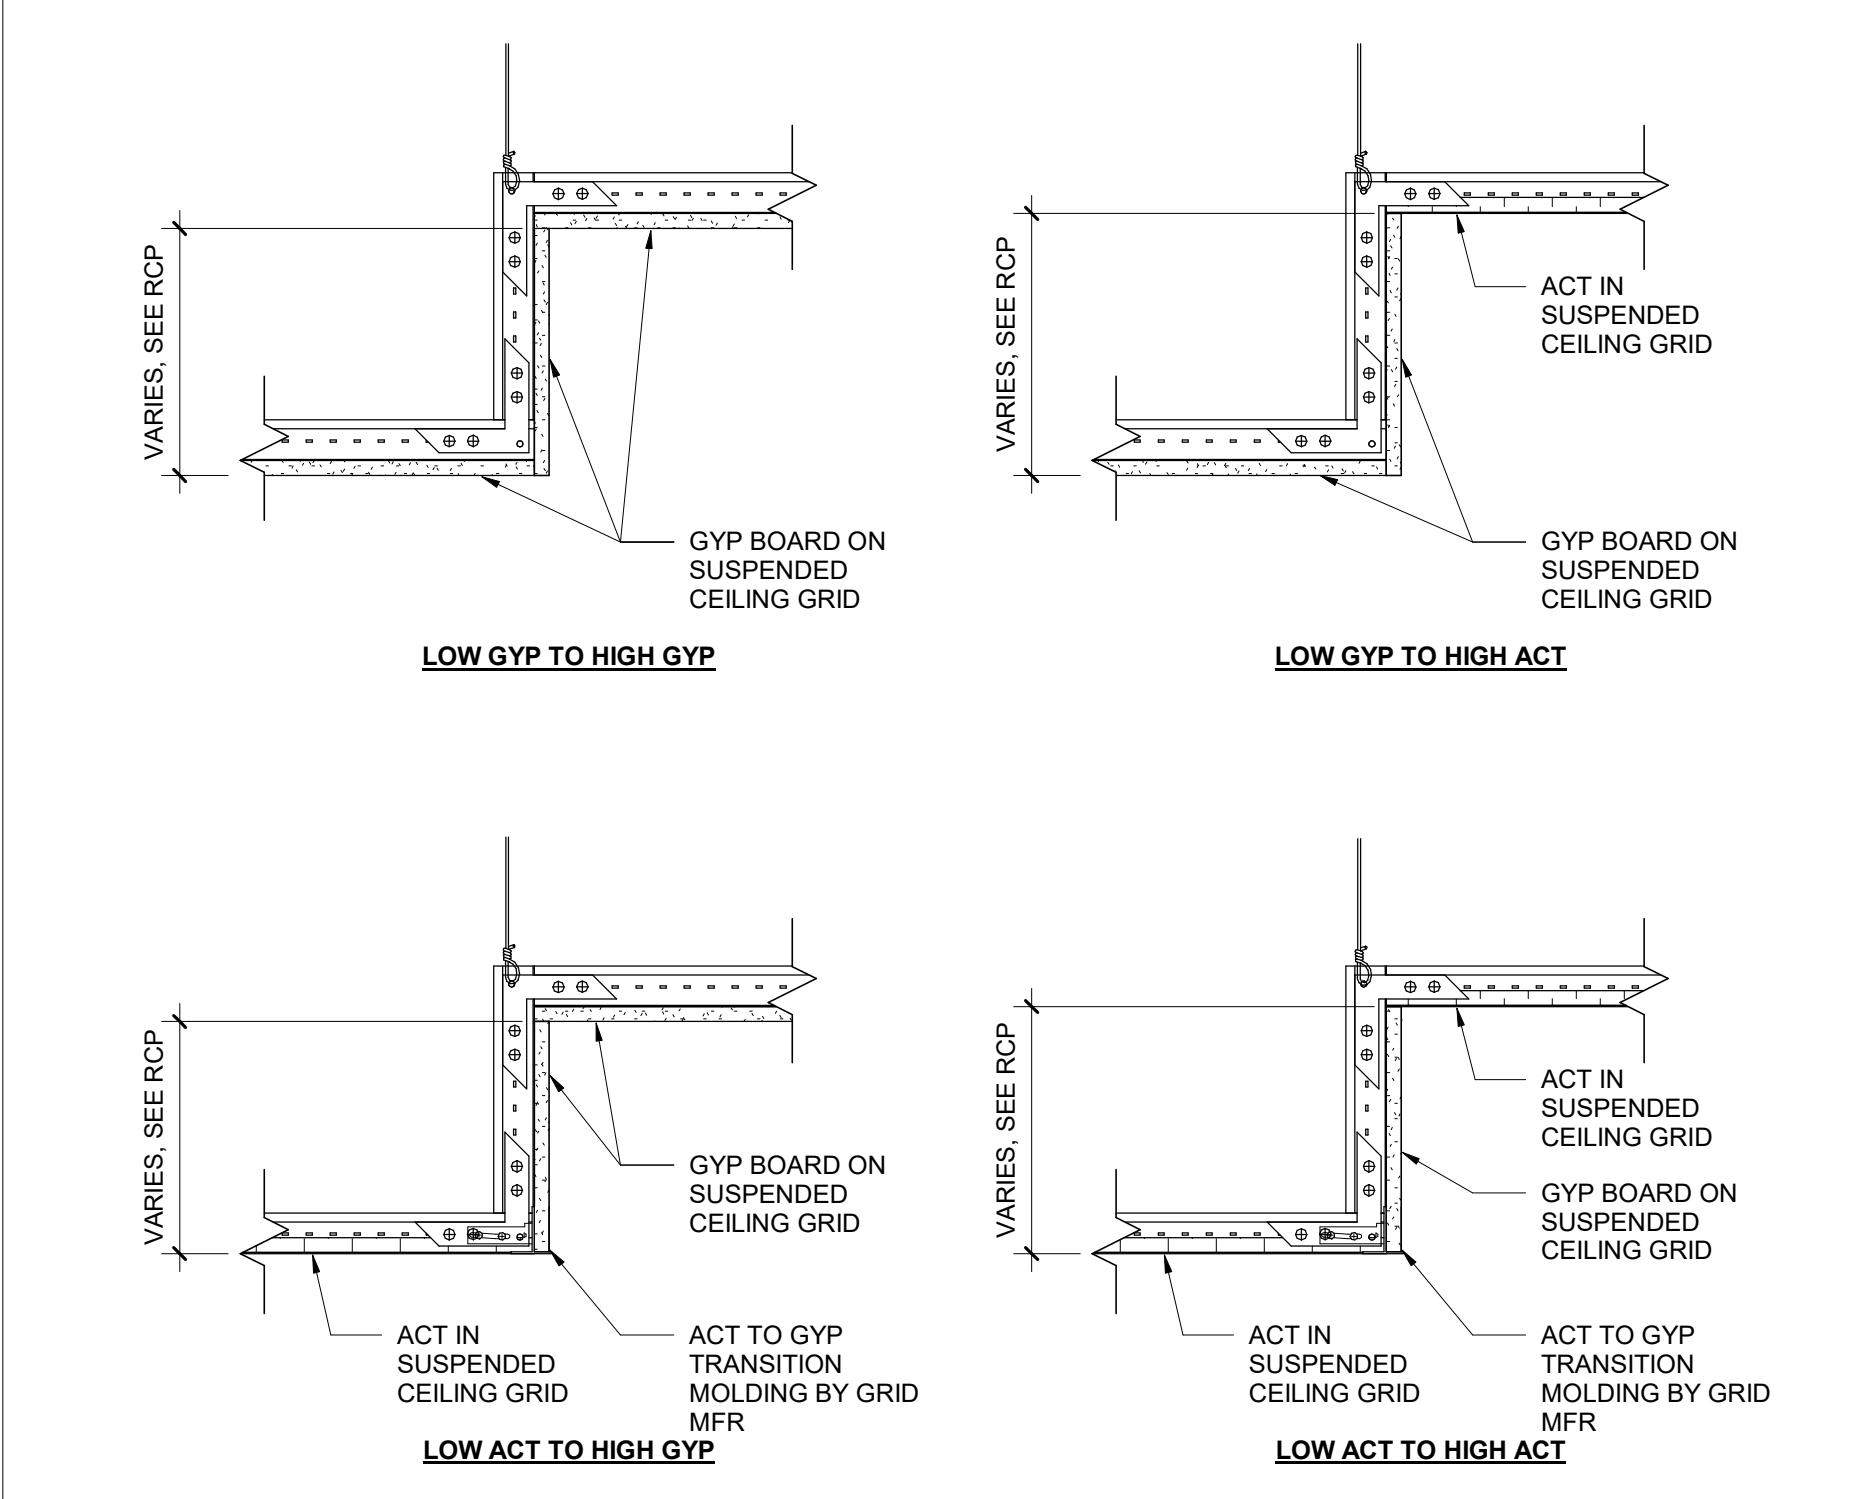 VARIES, SEE RCP
GYP BOARD ON
SUSPENDED
CEILING GRID
LOW GYP TO HIGH GYP
VARIES, SEE RCP
ACT IN
SUSPENDED
CEILING GRID
GYP BOARD ON
SUSPENDED
CEILING GRID
LOW GYP TO HIGH ACT
VARIES, SEE RCP
GYP BOARD ON
SUSPENDED
CEILING GRID
ACT IN
SUSPENDED
CEILING GRID
ACT TO GYP
TRANSITION
MOLDING BY GRID
MFR
LOW ACT TO HIGH GYP
VARIES, SEE RCP
ACT IN
SUSPENDED
CEILING GRID
GYP BOARD ON
SUSPENDED
CEILING GRID
ACT IN
SUSPENDED
CEILING GRID
ACT TO GYP
TRANSITION
MOLDING BY GRID
MFR
LOW ACT TO HIGH ACT